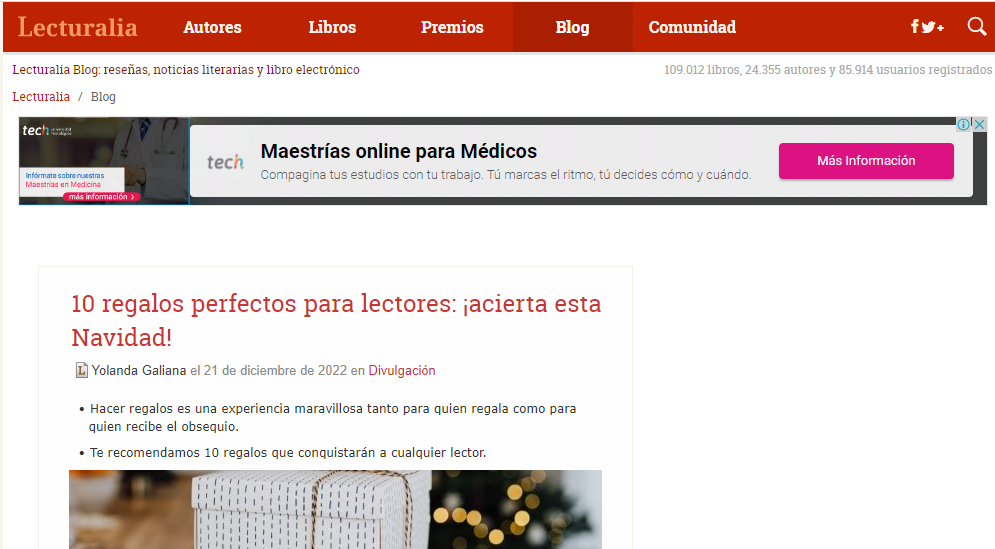 Lecturalia Autores Libros Premios Blog Comunidad
Lecturalia Blog: reseñas, noticias literarias y libro electrónico 109.012 libros, 24.355 autores y 85.914 usuarios registrados
Lecturalia / Blog
tech
Infórmate sobre nuestras
Maestrías en Medicina
más información
tech
Maestrías online para Médicos
Compagina tus estudios con tu trabajo. Tú marcas el ritmo, tú decides cómo y cuándo.
Más Información
10 regalos perfectos para lectores: ¡acierta esta
Navidad!
Yolanda Galiana el 21 de diciembre de 2022 en Divulgación
• Hacer regalos es una experiencia maravillosa tanto para quien regala como para
quien recibe el obsequio.
• Te recomendamos 10 regalos que conquistarán a cualquier lector.